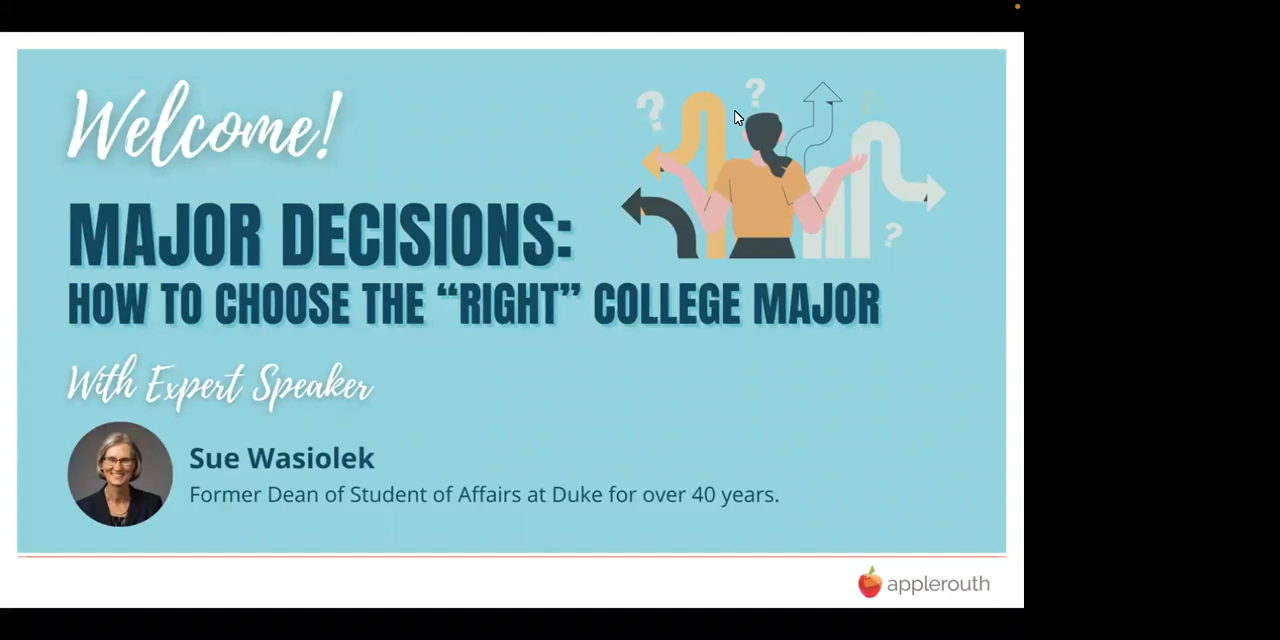 Welcome!
MAJOR DECISIONS:
HOW TO CHOOSE THE “RIGHT” COLLEGE MAJOR
With Expert Speaker
Sue Wasiolek
Former Dean of Student of Affairs at Duke for over 40 years.
applerouth